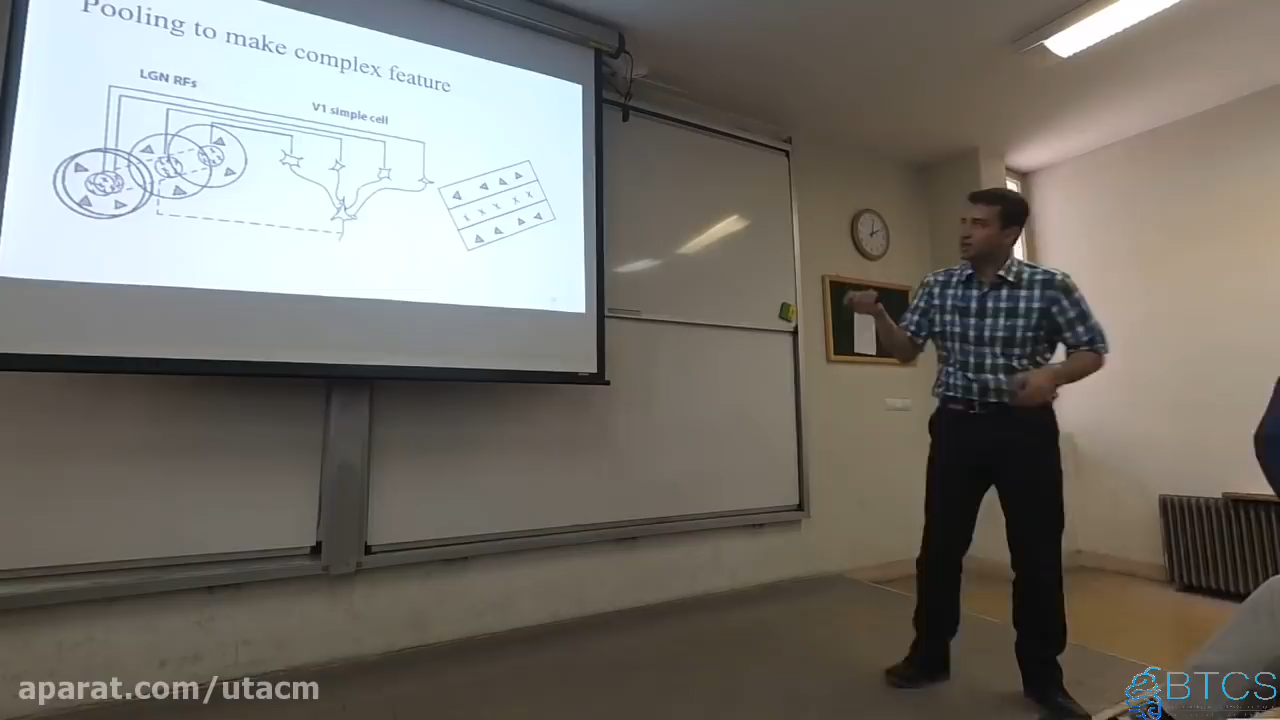 Pooling to make complex feature
LGN RFs
V1 simple cell
aparat.com/utacm
BTCS